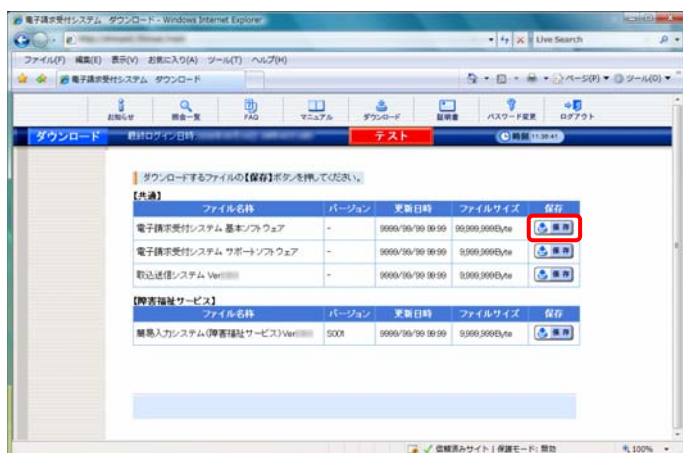 電子請求受付システム ダウンロード - Windows Internet Explorer
Live Search
ファイル(F) 編集(E) 表示(V) お気に入り(A) ツール(T) ヘルプ(H)
電子請求受付システム ダウンロード
ページ(P) ツール(O)
お知らせ 照会一覧 FAQ マニュアル ダウンロード 証明書 パスワード変更 ログアウト
ダウンロード 最終ログイン日時 テスト 時刻 11:38:41
ダウンロードするファイルの【保存】ボタンを押してください。
【共通】
ファイル名称 バージョン 更新日時 ファイルサイズ 保存
電子請求受付システム 基本ソフトウェア - 9999/99/99 99:99 99,999,999Byte 保存
電子請求受付システム サポートソフトウェア - 9999/99/99 99:99 9,999,999Byte 保存
取込送信システム Ver - 9999/99/99 99:99 9,999,999Byte 保存
【障害福祉サービス】
ファイル名称 バージョン 更新日時 ファイルサイズ 保存
簡易入力システム(障害福祉サービス)Ver S001 9999/99/99 99:99 9,999,999Byte 保存
信頼済みサイト | 保護モード: 無効 100%